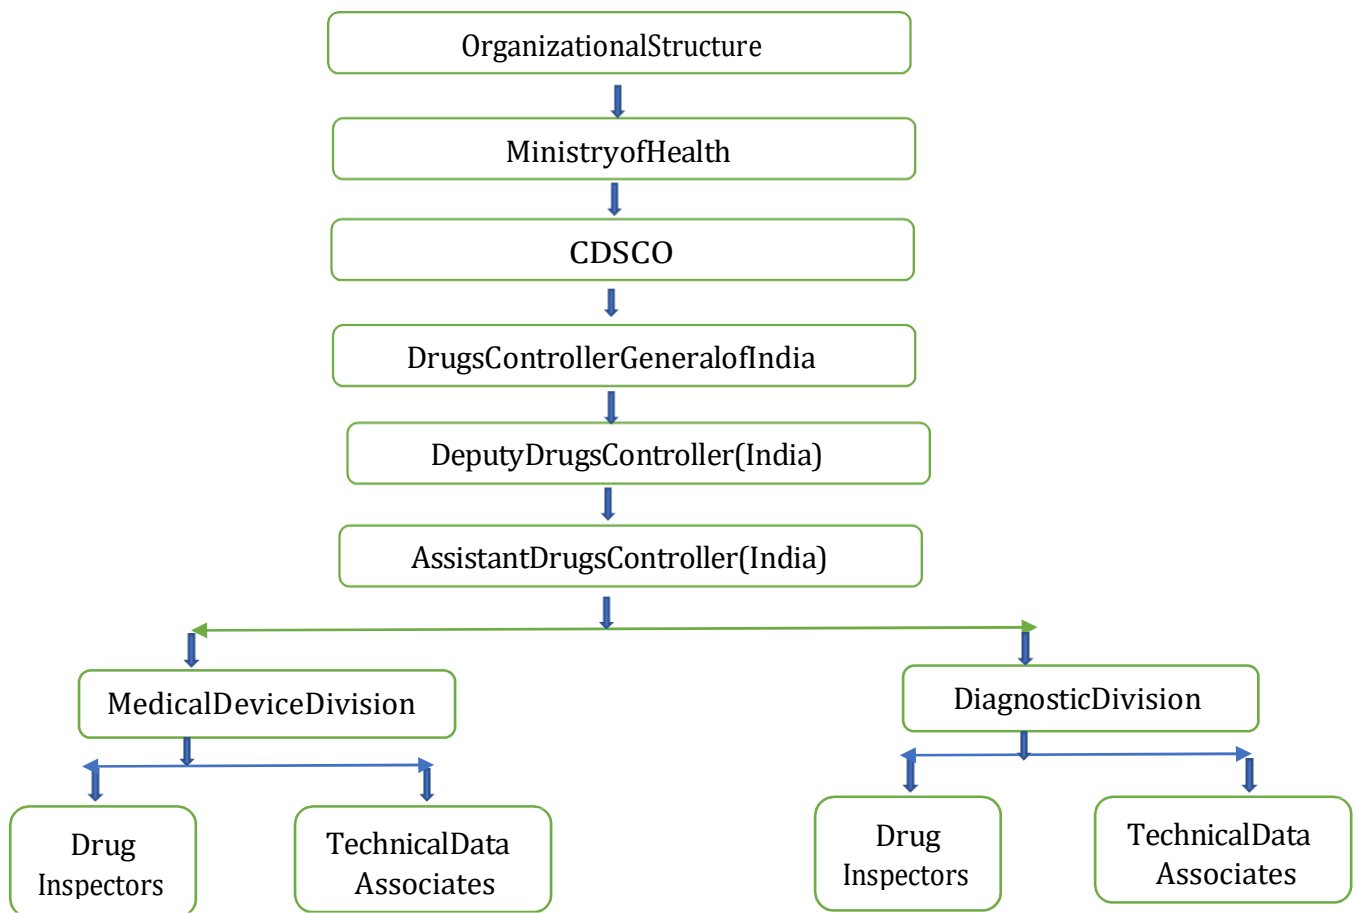 OrganizationalStructure
MinistryofHealth
CDSCO
DrugsControllerGeneralofIndia
DeputyDrugsController(India)
AssistantDrugsController(India)
MedicalDeviceDivision
DiagnosticDivision
Drug
Inspectors
TechnicalData
Associates
Drug
Inspectors
TechnicalData
Associates